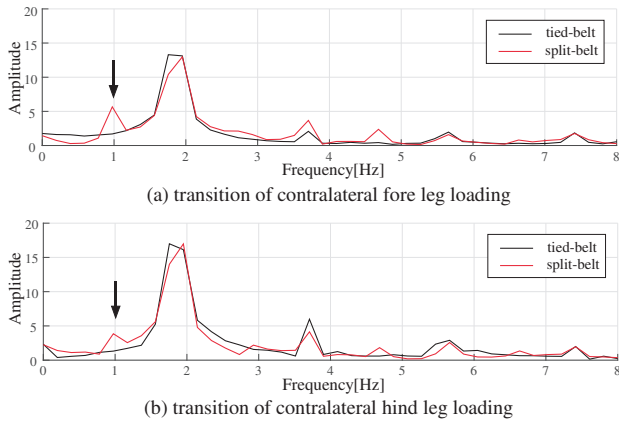 20
15
10
5
0
Amplitude
tied-belt
split-belt
0 1 2 3 4 5 6 7 8
Frequency[Hz]
(a) transition of contralateral fore leg loading
20
15
10
5
0
Amplitude
tied-belt
split-belt
0 1 2 3 4 5 6 7 8
Frequency[Hz]
(b) transition of contralateral hind leg loading